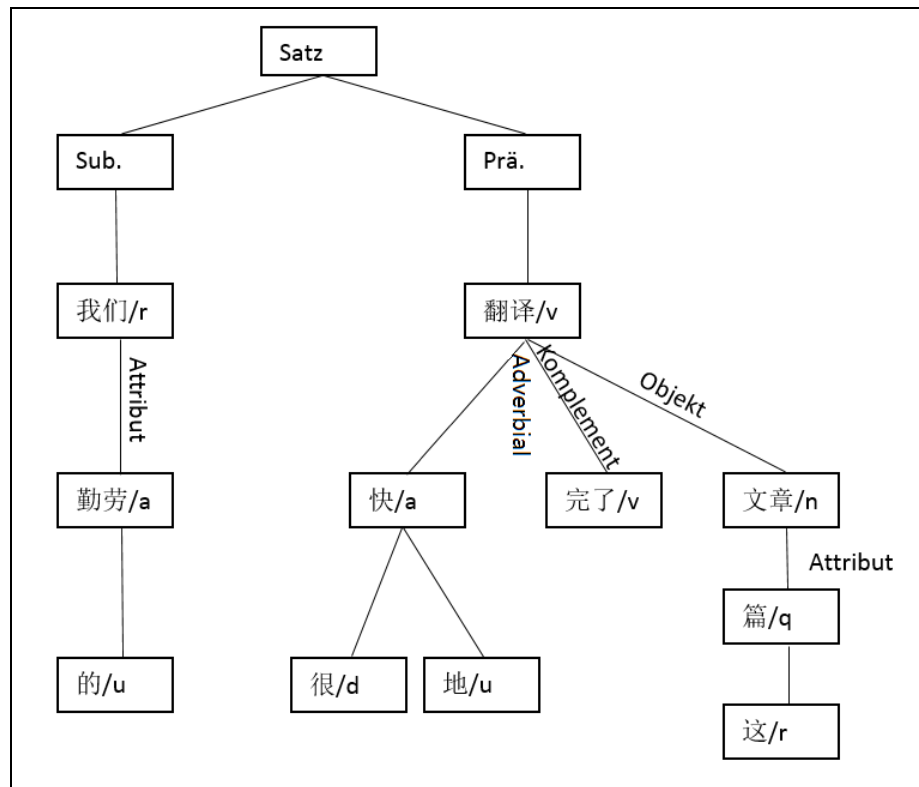 Satz
Sub.
Prä.
我们/r
翻译/v
Attribut
Adverbial
Komplement
Objekt
勤劳/a
快/a
完了/v
文章/n
Attribut
篇/q
的/u
很/d
地/u
这/r